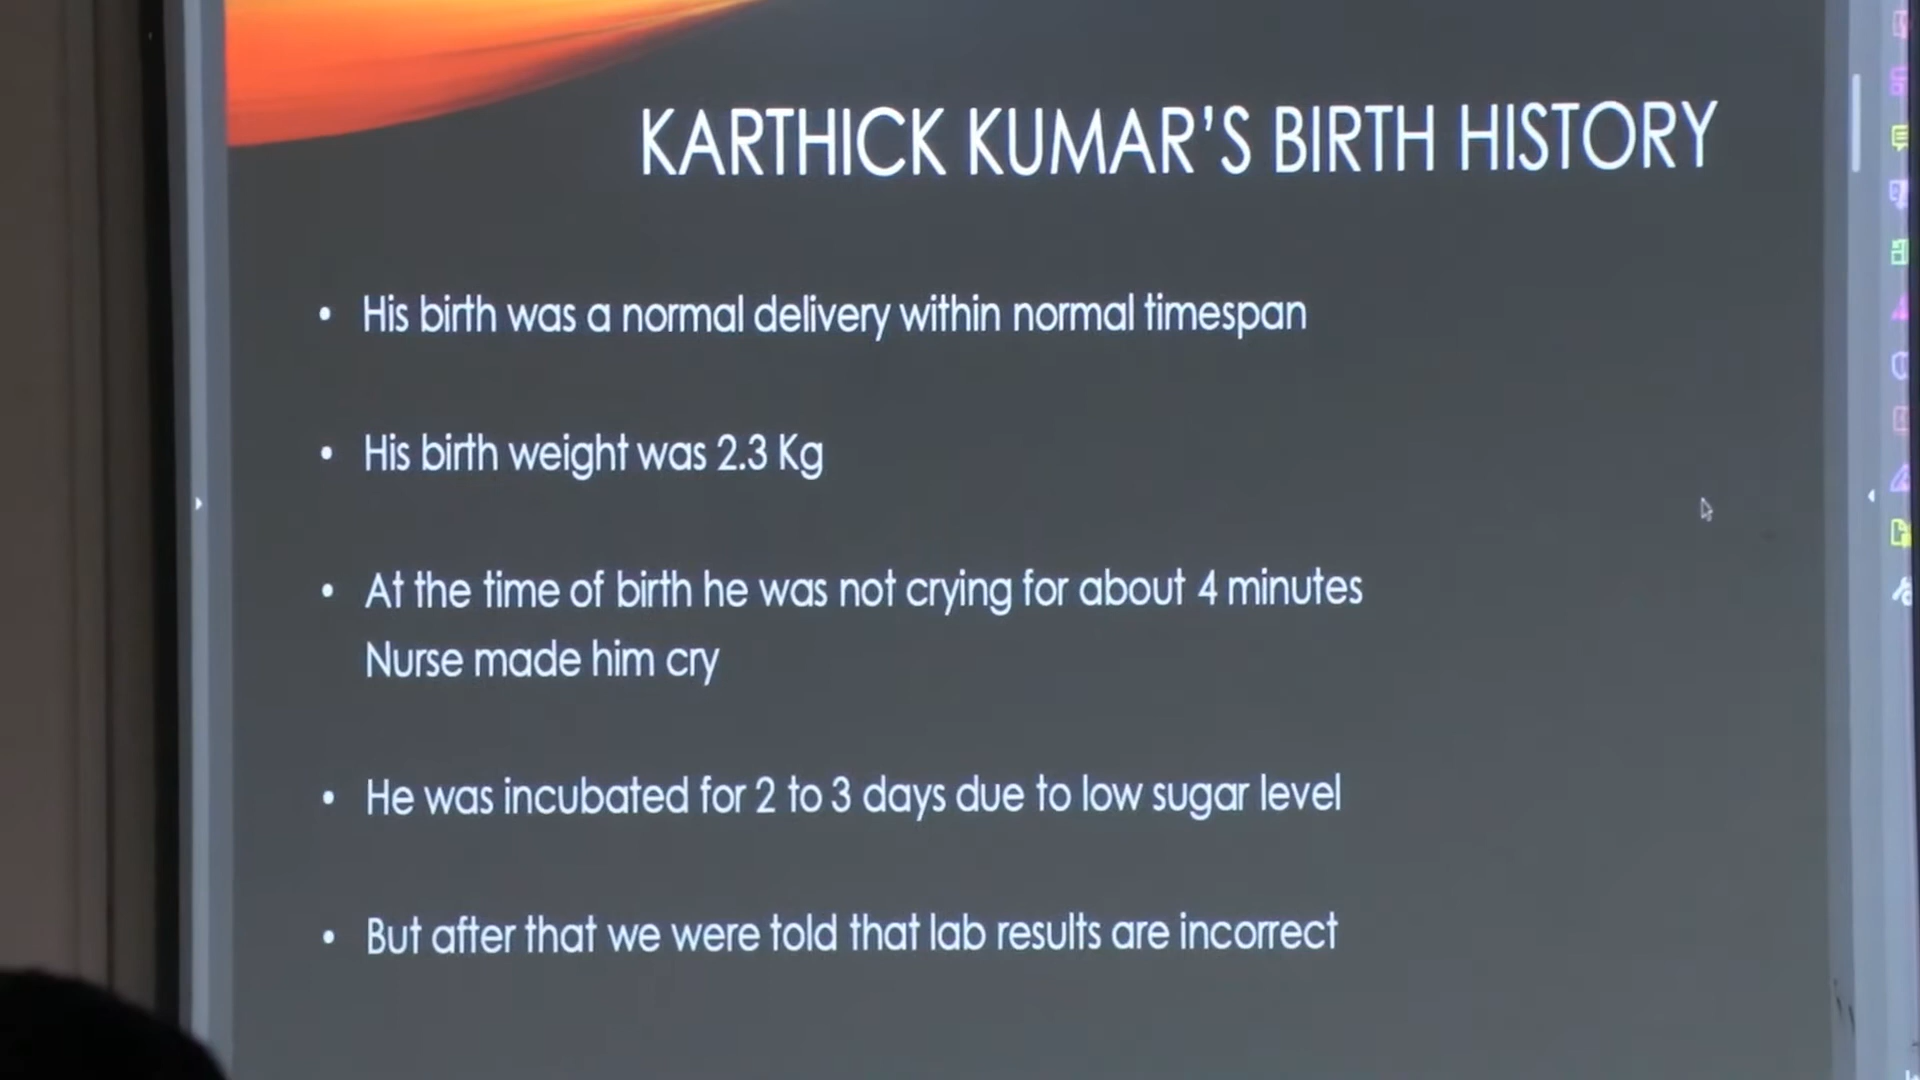 KARTHICK KUMAR'S BIRTH HISTORY
• His birth was a normal delivery within normal timespan
• His birth weight was 2.3 Kg
• At the time of birth he was not crying for about 4 minutes
Nurse made him cry
• He was incubated for 2 to 3 days due to low sugar level
• But after that we were told that lab results are incorrect